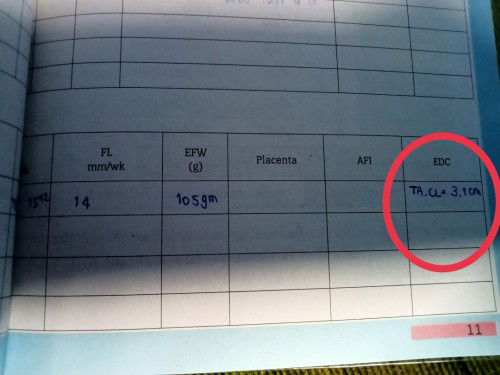 FL
mm/wk
EFW
(g)
Placenta
AFI
EDC
14
105gm
TA.CL= 3.1cm
11